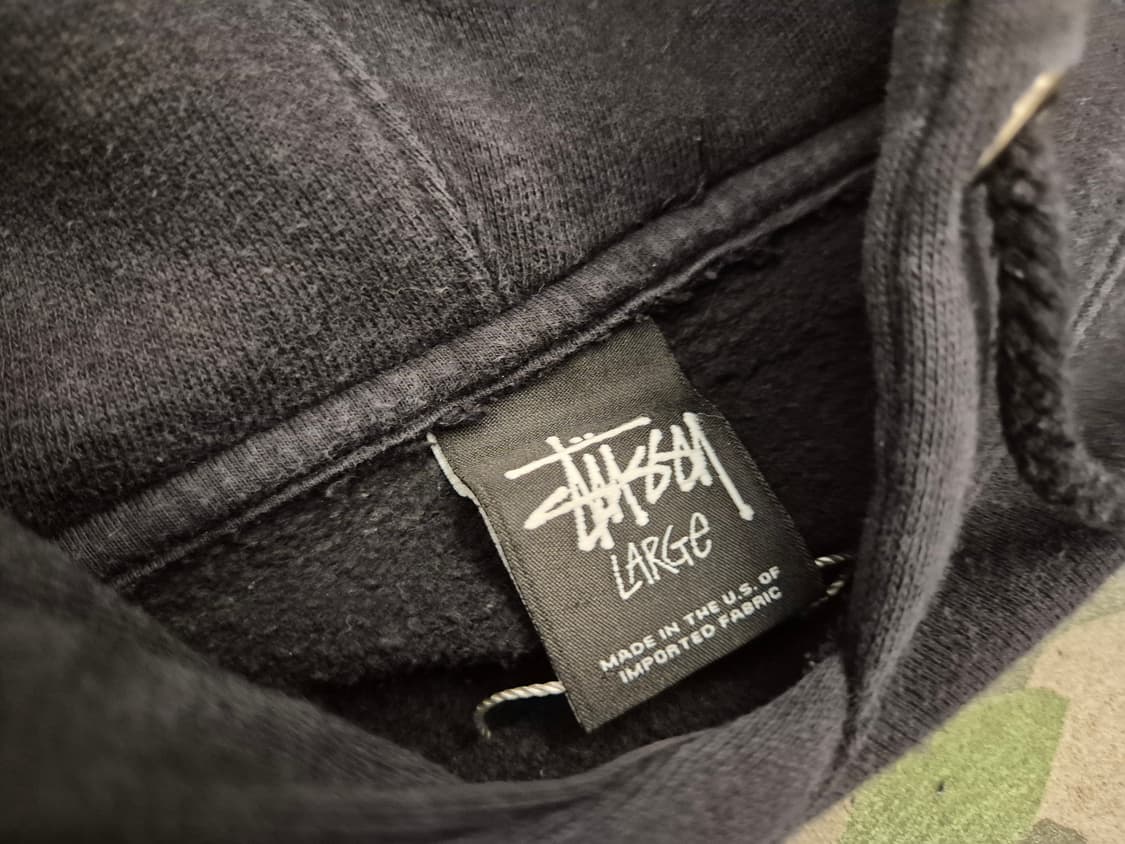 Stüssy
LARGe
MADE IN THE U.S. OF
IMPORTED FABRIC